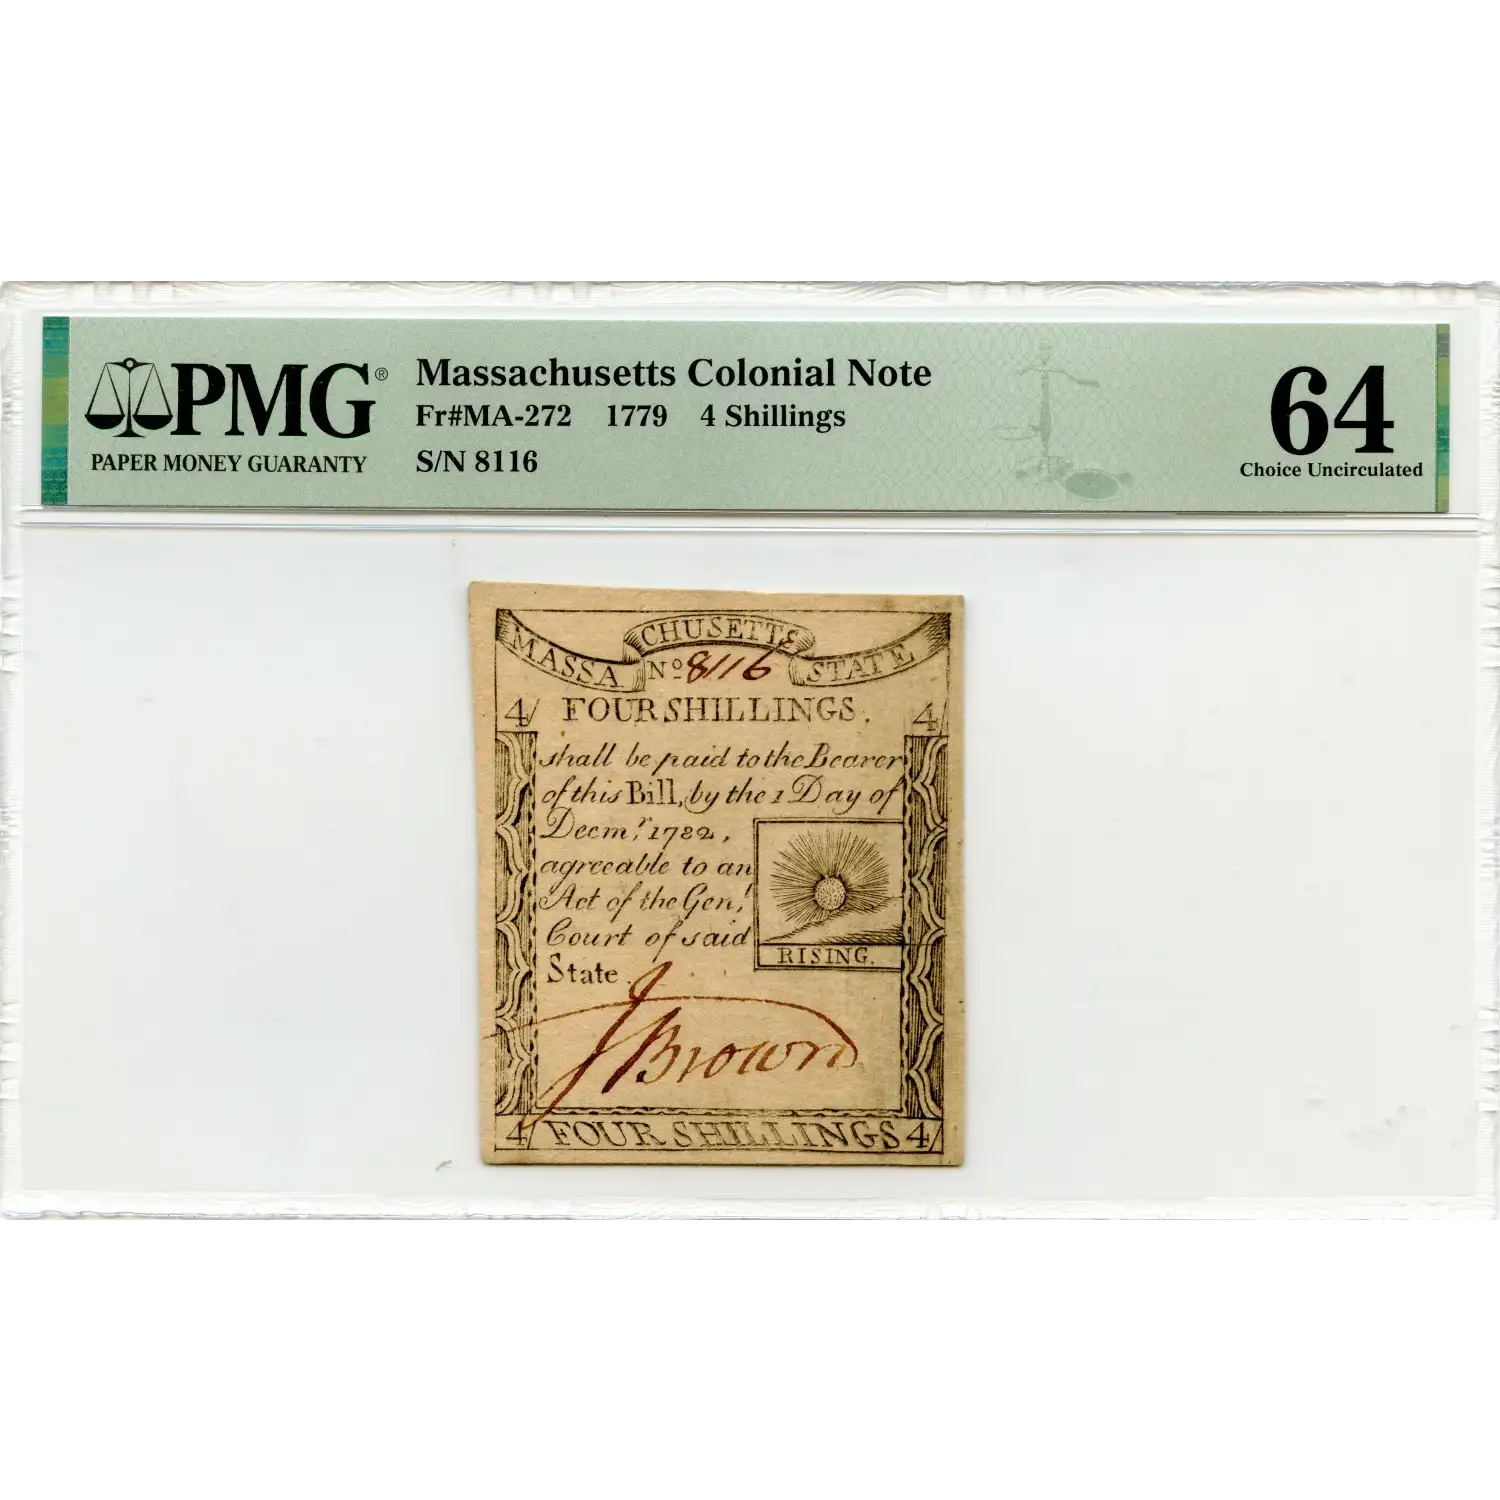 PMG®
PAPER MONEY GUARANTY
Massachusetts Colonial Note
Fr#MA-272 1779 4 Shillings
S/N 8116
64
Choice Uncirculated
MASSA CHUSETTS STATE
No 8116
4/ FOUR SHILLINGS. 4/
shall be paid to the Bearer
of this Bill, by the 1 Day of
Decmr. 1782,
agreeable to an
Act of the Genl.
Court of said
State.
RISING.
J Brown
4/ FOUR SHILLINGS 4/